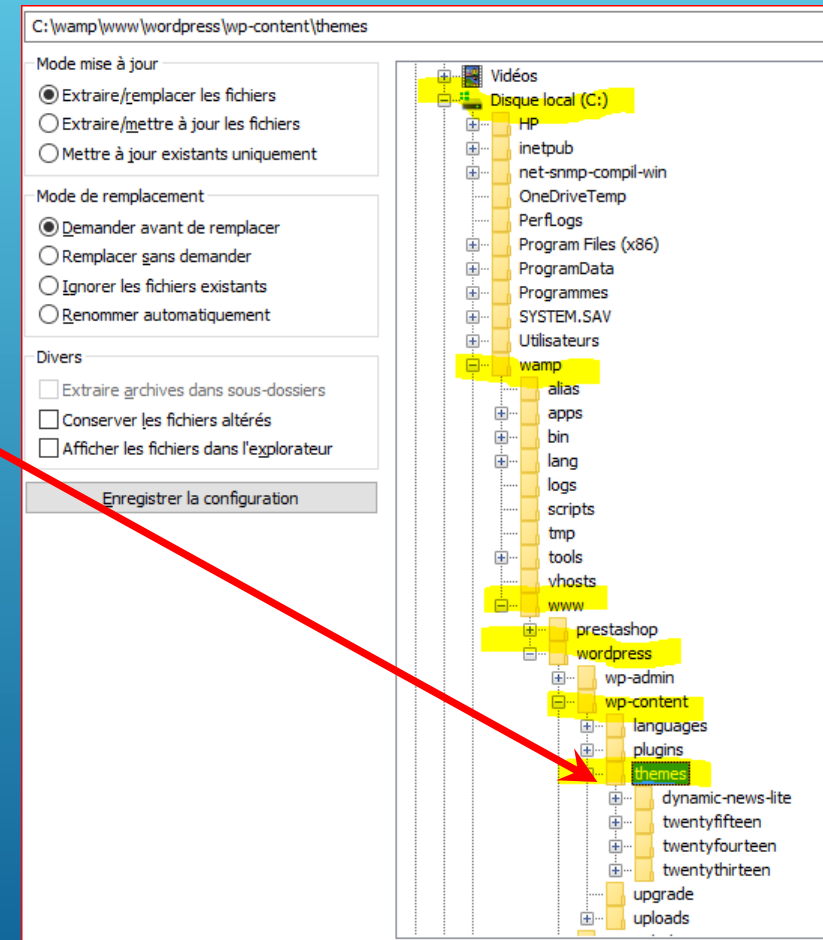 C:\wamp\www\wordpress\wp-content\themes
Mode mise à jour
Extraire/remplacer les fichiers
Extraire/mettre à jour les fichiers
Mettre à jour existants uniquement
Mode de remplacement
Demander avant de remplacer
Remplacer sans demander
Ignorer les fichiers existants
Renommer automatiquement
Divers
Extraire archives dans sous-dossiers
Conserver les fichiers altérés
Afficher les fichiers dans l'explorateur
Enregistrer la configuration
Vidéos
Disque local (C:)
HP
inetpub
net-snmp-compil-win
OneDriveTemp
PerfLogs
Program Files (x86)
ProgramData
Programmes
SYSTEM.SAV
Utilisateurs
wamp
alias
apps
bin
lang
logs
scripts
tmp
tools
vhosts
www
prestashop
wordpress
wp-admin
wp-content
languages
plugins
themes
dynamic-news-lite
twentyfifteen
twentyfourteen
twentythirteen
upgrade
uploads